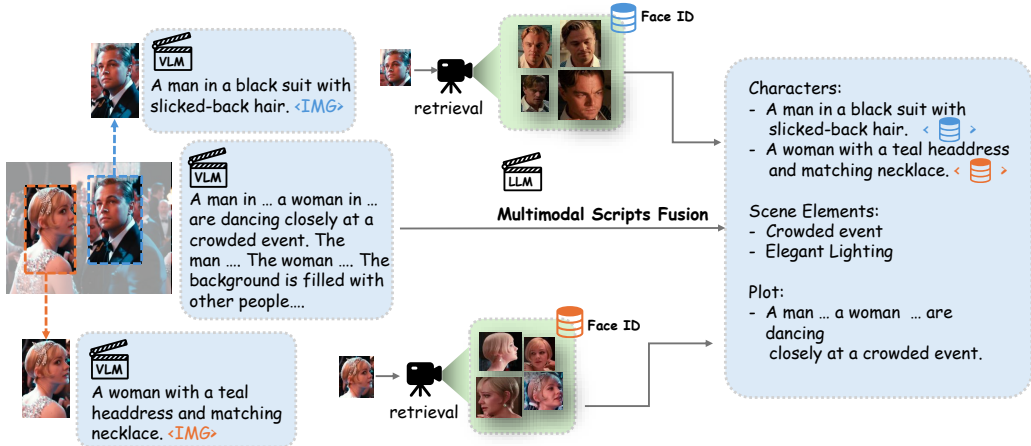 VLM
A man in a black suit with
slicked-back hair. <IMG>
retrieval
Face ID
VLM
A man in ... a woman in ...
are dancing closely at a
crowded event. The
man .... The woman .... The
background is filled with
other people....
LLM
Multimodal Scripts Fusion
VLM
A woman with a teal
headdress and matching
necklace. <IMG>
retrieval
Face ID
Characters:
- A man in a black suit with
slicked-back hair. < >
- A woman with a teal headdress
and matching necklace. < >
Scene Elements:
- Crowded event
- Elegant Lighting
Plot:
- A man ... a woman ... are
dancing
closely at a crowded event.